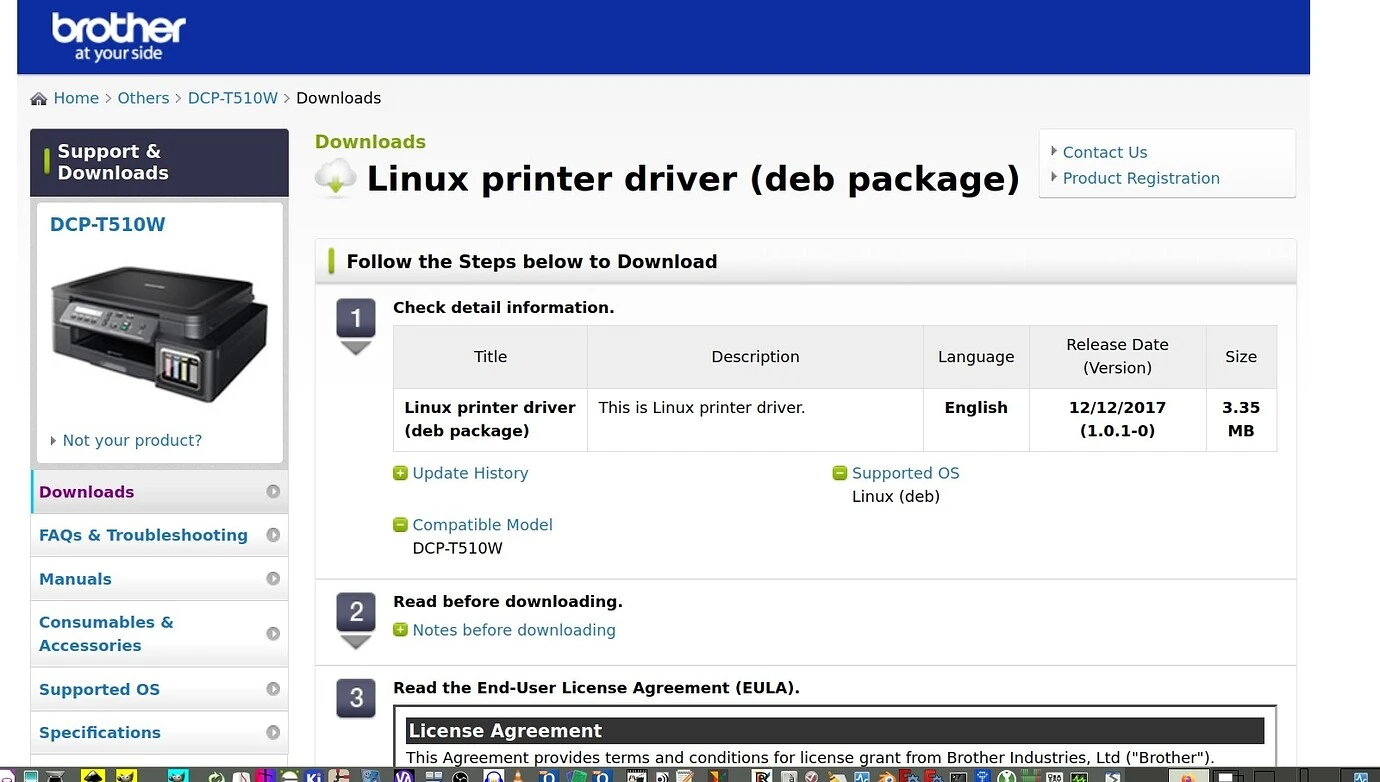 brother
at your side
Home > Others > DCP-T510W > Downloads
Support &
Downloads
DCP-T510W
Not your product?
Downloads
FAQs & Troubleshooting
Manuals
Consumables &
Accessories
Supported OS
Specifications
Downloads
Linux printer driver (deb package)
Contact Us
Product Registration
Follow the Steps below to Download
1
Check detail information.
Title Description Language Release Date (Version) Size
Linux printer driver (deb package) This is Linux printer driver. English 12/12/2017 (1.0.1-0) 3.35 MB
Update History
Supported OS
Linux (deb)
Compatible Model
DCP-T510W
2
Read before downloading.
Notes before downloading
3
Read the End-User License Agreement (EULA).
License Agreement
This Agreement provides terms and conditions for license grant from Brother Industries, Ltd ("Brother").